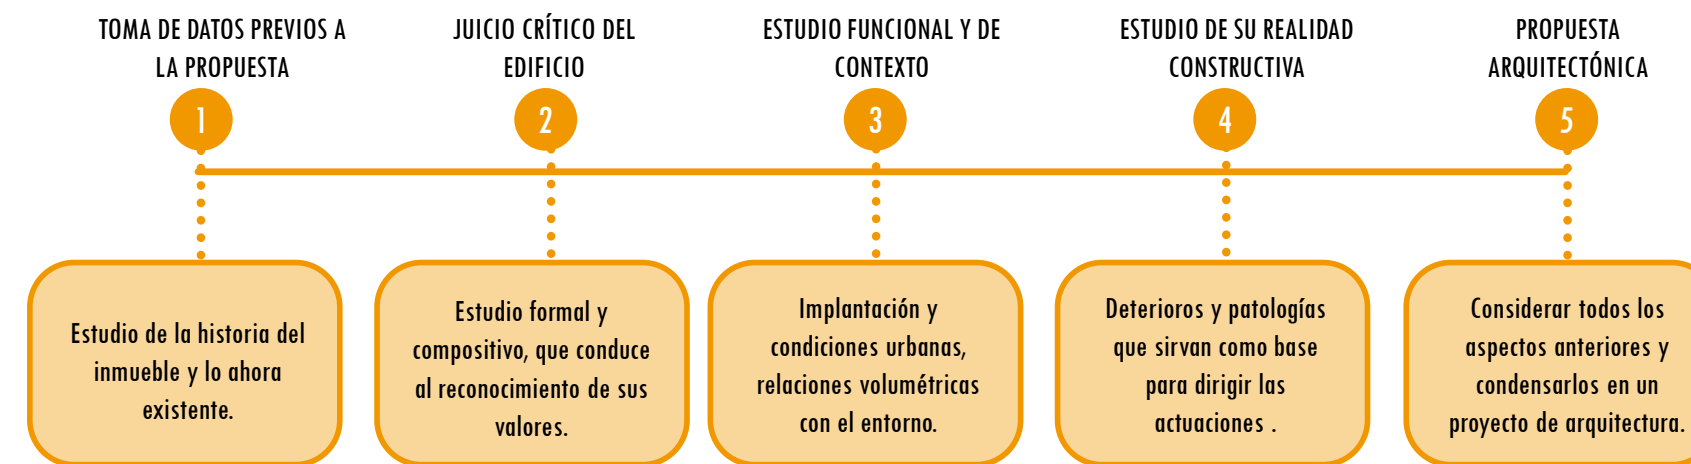 TOMA DE DATOS PREVIOS A
LA PROPUESTA
1
Estudio de la historia del
inmueble y lo ahora
existente.
JUICIO CRÍTICO DEL
EDIFICIO
2
Estudio formal y
compositivo, que conduce
al reconocimiento de sus
valores.
ESTUDIO FUNCIONAL Y DE
CONTEXTO
3
Implantación y
condiciones urbanas,
relaciones volumétricas
con el entorno.
ESTUDIO DE SU REALIDAD
CONSTRUCTIVA
4
Deterioros y patologías
que sirvan como base
para dirigir las
actuaciones .
PROPUESTA
ARQUITECTÓNICA
5
Considerar todos los
aspectos anteriores y
condensarlos en un
proyecto de arquitectura.